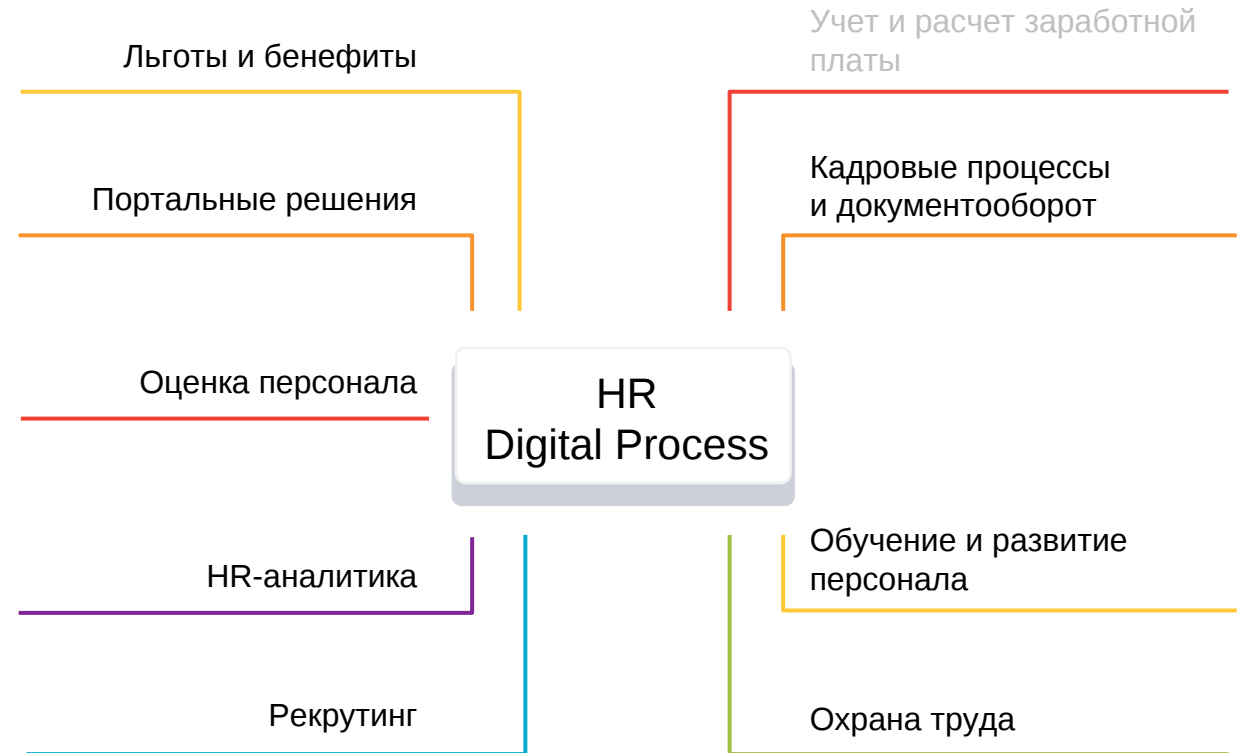 Льготы и бенефиты
Портальные решения
Оценка персонала
HR-аналитика
Рекрутинг
HR
Digital Process
Учет и расчет заработной
платы
Кадровые процессы
и документооборот
Обучение и развитие
персонала
Охрана труда